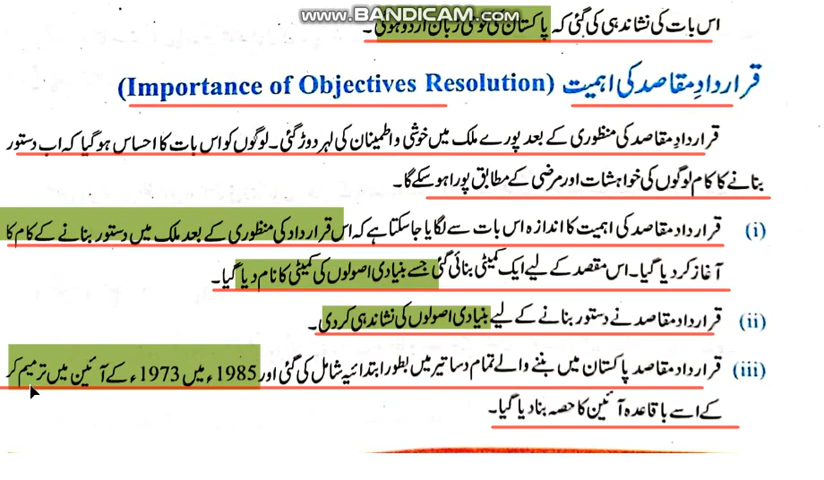 www.BANDICAM.com
اس بات کی نشاندہی کی گئی کہ پاکستان کی قومی زبان اردو ہوگی۔
قراردادِ مقاصد کی اہمیت (Importance of Objectives Resolution)
قراردادِ مقاصد کی منظوری کے بعد پورے ملک میں خوشی و اطمینان کی لہر دوڑ گئی۔ لوگوں کو اس بات کا احساس ہو گیا کہ اب دستور
بنانے کا کام لوگوں کی خواہشات اور مرضی کے مطابق پورا ہو سکے گا۔
(i) قرارداد مقاصد کی اہمیت کا اندازہ اس بات سے لگایا جا سکتا ہے کہ اس قرارداد کی منظوری کے بعد ملک میں دستور بنانے کے کام کا
آغاز کر دیا گیا۔ اس مقصد کے لیے ایک کمیٹی بنائی گئی جسے بنیادی اصولوں کی کمیٹی کا نام دیا گیا۔
(ii) قرارداد مقاصد نے دستور بنانے کے لیے بنیادی اصولوں کی نشاندہی کر دی۔
(iii) قرارداد مقاصد پاکستان میں بننے والے تمام دساتیر میں بطور ابتدائیہ شامل کی گئی اور 1985ء میں 1973ء کے آئین میں ترمیم کر
کے اسے باقاعدہ آئین کا حصہ بنا دیا گیا۔